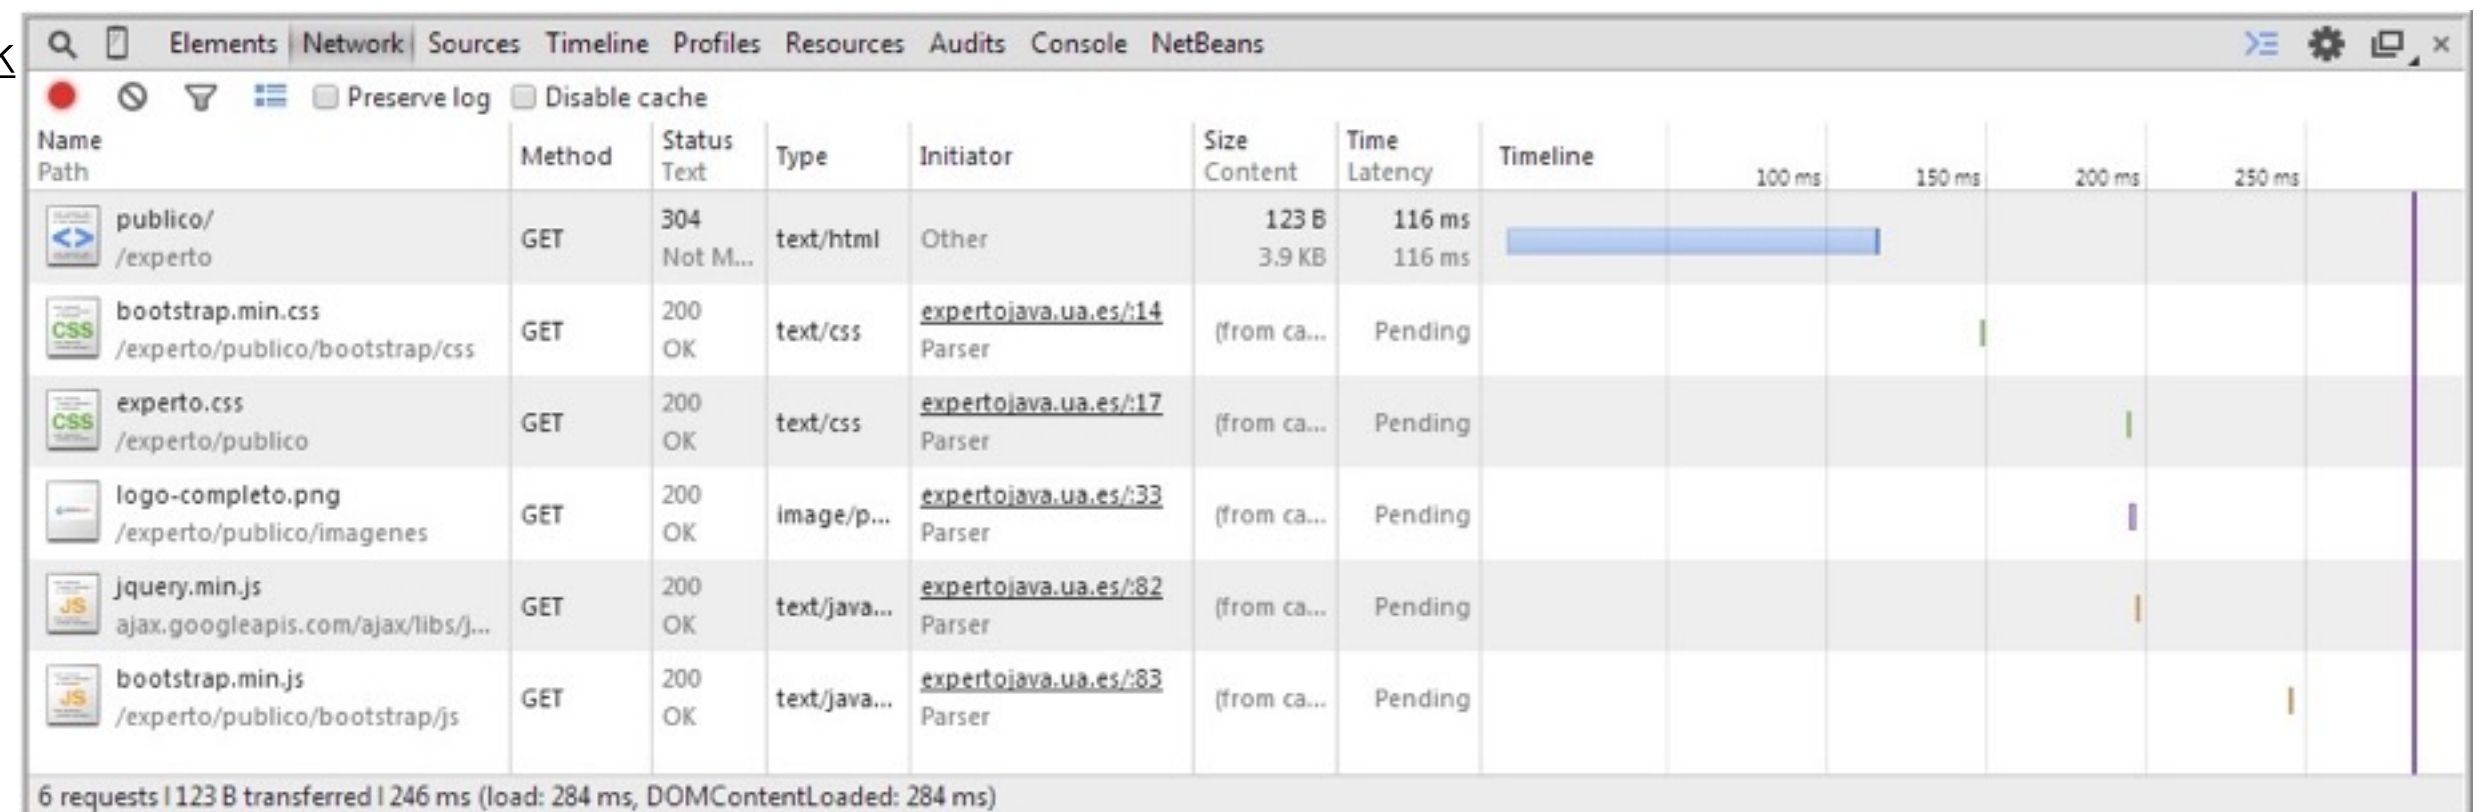 K
Elements Network Sources Timeline Profiles Resources Audits Console NetBeans
Preserve log Disable cache
Name Path Method Status Text Type Initiator Size Content Time Latency Timeline 100 ms 150 ms 200 ms 250 ms
publico/ 304 123 B 116 ms
GET text/html Other
/experto Not M... 3.9 KB 116 ms
bootstrap.min.css 200 expertojava.ua.es/:14
CSS GET text/css (from ca... Pending
/experto/publico/bootstrap/css OK Parser
experto.css 200 expertojava.ua.es/:17
CSS GET text/css (from ca... Pending
/experto/publico OK Parser
logo-completo.png 200 expertojava.ua.es/:33
GET image/p... (from ca... Pending
/experto/publico/imagenes OK Parser
jquery.min.js 200 expertojava.ua.es/:82
JS GET text/java... (from ca... Pending
ajax.googleapis.com/ajax/libs/j... OK Parser
bootstrap.min.js 200 expertojava.ua.es/:83
JS GET text/java... (from ca... Pending
/experto/publico/bootstrap/js OK Parser
6 requests | 123 B transferred | 246 ms (load: 284 ms, DOMContentLoaded: 284 ms)